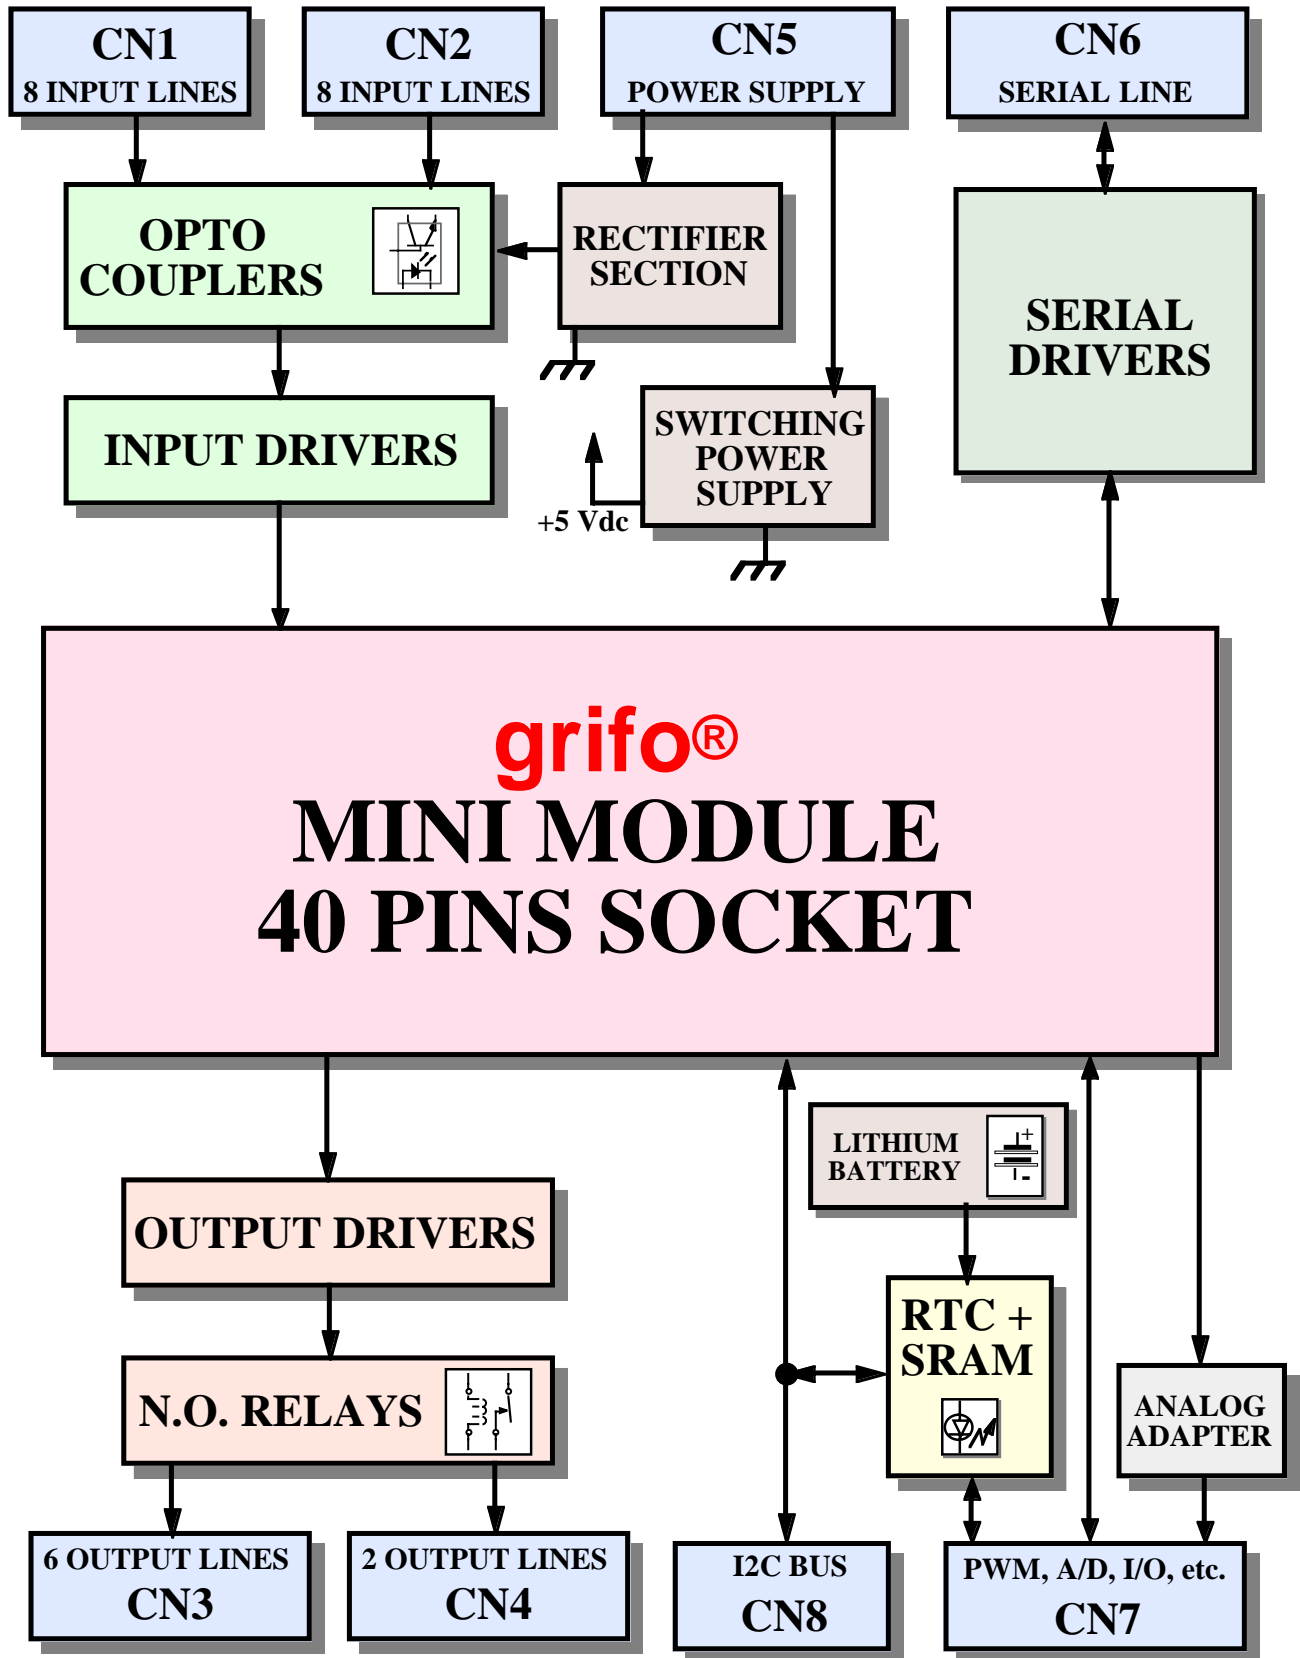 CN1
8 INPUT LINES
CN2
8 INPUT LINES
CN5
POWER SUPPLY
CN6
SERIAL LINE
OPTO
COUPLERS
RECTIFIER
SECTION
SERIAL
DRIVERS
INPUT DRIVERS
SWITCHING
POWER
SUPPLY
+5 Vdc
grifo®
MINI MODULE
40 PINS SOCKET
LITHIUM
BATTERY
+
-
OUTPUT DRIVERS
RTC +
SRAM
N.O. RELAYS
ANALOG
ADAPTER
6 OUTPUT LINES
CN3
2 OUTPUT LINES
CN4
I2C BUS
CN8
PWM, A/D, I/O, etc.
CN7